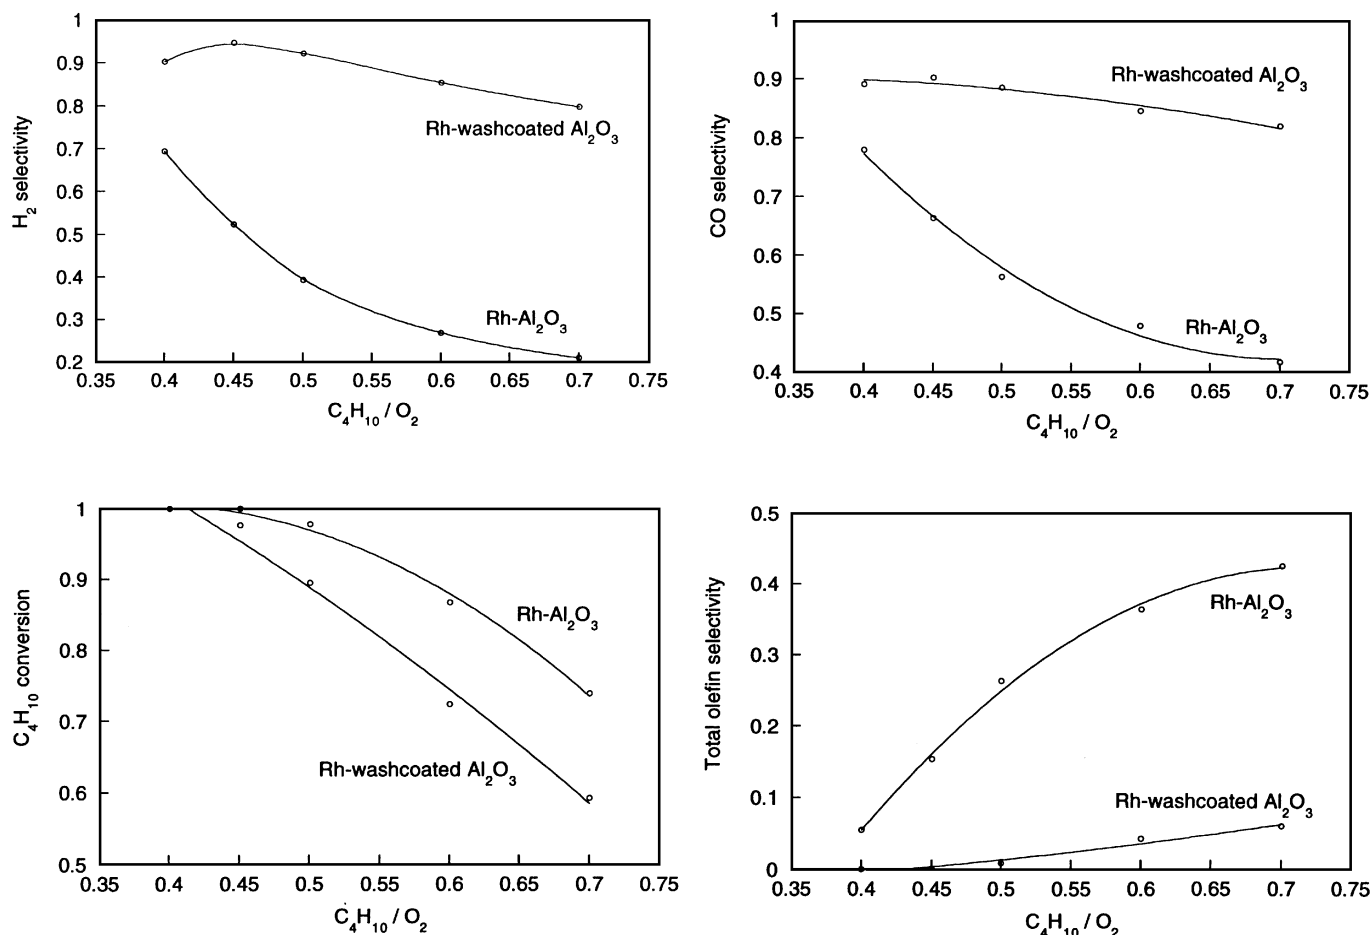 1
0.9
0.8
0.7
0.6
0.5
0.4
0.3
0.2
H2 selectivity
Rh-washcoated Al2O3
Rh-Al2O3
0.35 0.4 0.45 0.5 0.55 0.6 0.65 0.7 0.75
C4H10 / O2
1
0.9
0.8
0.7
0.6
0.5
0.4
CO selectivity
Rh-washcoated Al2O3
Rh-Al2O3
0.35 0.4 0.45 0.5 0.55 0.6 0.65 0.7 0.75
C4H10 / O2
1
0.9
0.8
0.7
0.6
0.5
C4H10 conversion
Rh-Al2O3
Rh-washcoated Al2O3
0.35 0.4 0.45 0.5 0.55 0.6 0.65 0.7 0.75
C4H10 / O2
0.5
0.4
0.3
0.2
0.1
0
Total olefin selectivity
Rh-Al2O3
Rh-washcoated Al2O3
0.35 0.4 0.45 0.5 0.55 0.6 0.65 0.7 0.75
C4H10 / O2